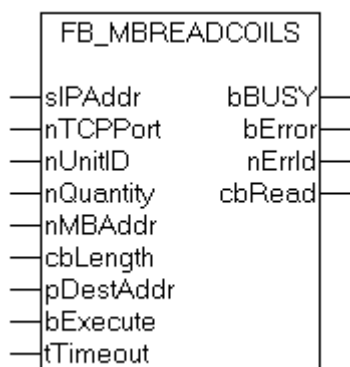 FB_MBREADCOILS
sIPAddr bBUSY
nTCPPort bError
nUnitID nErrId
nQuantity cbRead
nMBAddr
cbLength
pDestAddr
bExecute
tTimeout